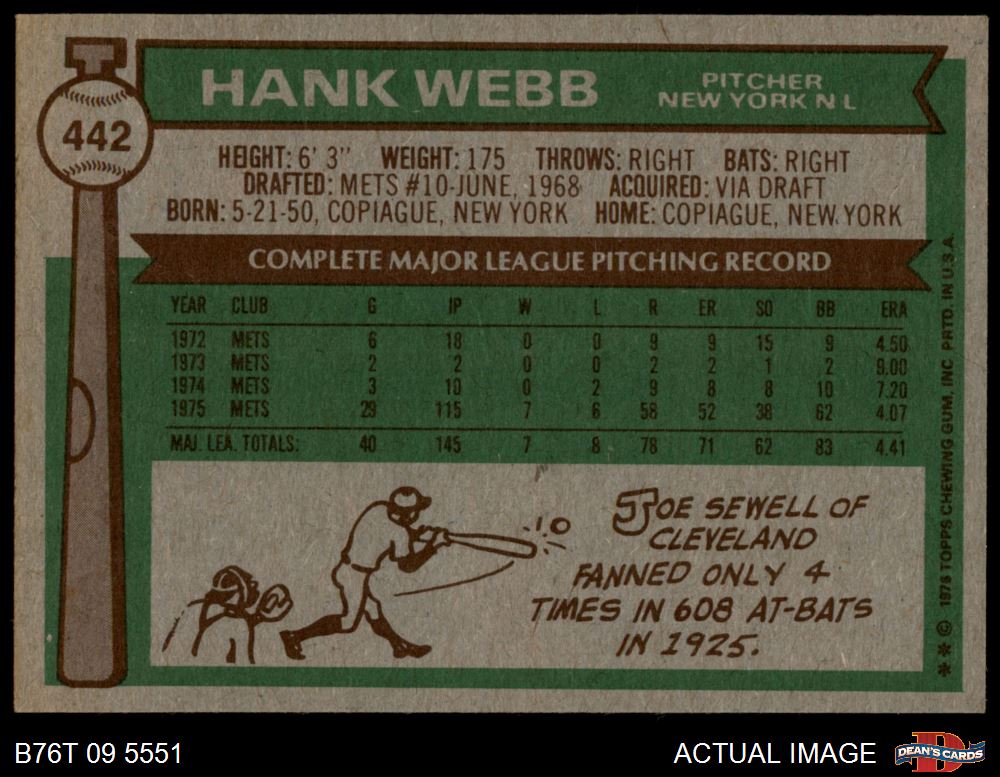 442
HANK WEBB
PITCHER
NEW YORK N L
HEIGHT: 6' 3" WEIGHT: 175 THROWS: RIGHT BATS: RIGHT
DRAFTED: METS #10-JUNE, 1968 ACQUIRED: VIA DRAFT
BORN: 5-21-50, COPIAGUE, NEW YORK HOME: COPIAGUE, NEW YORK
COMPLETE MAJOR LEAGUE PITCHING RECORD
YEAR CLUB G IP W L R ER SO BB ERA
1972 METS 6 18 0 0 9 9 15 9 4.50
1973 METS 2 2 0 0 2 2 1 2 9.00
1974 METS 3 10 0 2 9 8 8 10 7.20
1975 METS 29 115 7 6 58 52 38 62 4.07
MAJ. LEA. TOTALS: 40 145 7 8 78 71 62 83 4.41
JOE SEWELL OF
CLEVELAND
FANNED ONLY 4
TIMES IN 608 AT-BATS
IN 1925.
** © 1976 TOPPS CHEWING GUM, INC. PRTD. IN U.S.A.
B76T 09 5551
ACTUAL IMAGE
DEAN'S CARDS